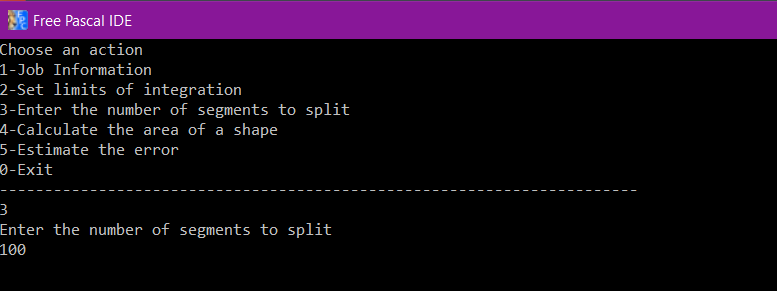 Free Pascal IDE
Choose an action
1-Job Information
2-Set limits of integration
3-Enter the number of segments to split
4-Calculate the area of a shape
5-Estimate the error
0-Exit
-----------------------------------------------------------------------
3
Enter the number of segments to split
100